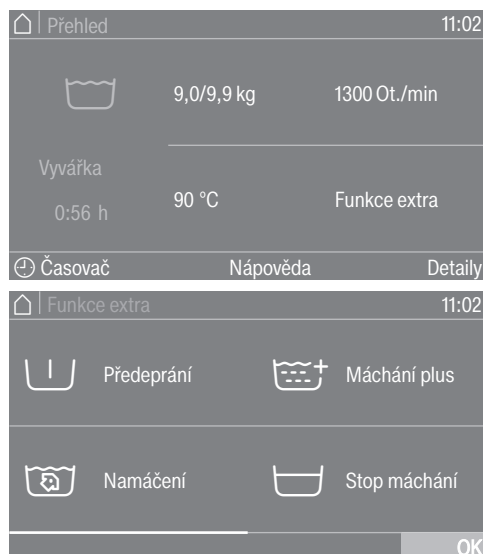 Přehled 11:02
9,0/9,9 kg 1300 Ot./min
Vyvářka
0:56 h
90 °C Funkce extra
Časovač Nápověda Detaily
Funkce extra 11:02
Předeprání Máchání plus
Namáčení Stop máchání
OK